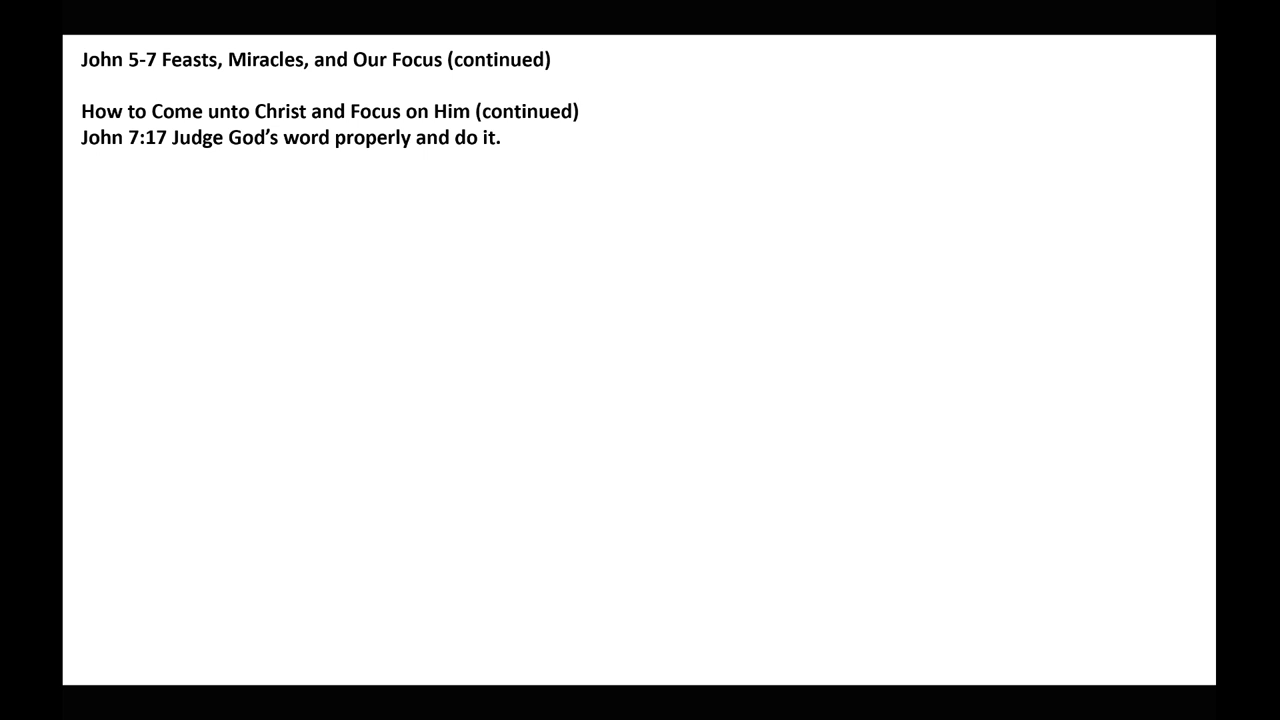 John 5-7 Feasts, Miracles, and Our Focus (continued)
How to Come unto Christ and Focus on Him (continued)
John 7:17 Judge God’s word properly and do it.